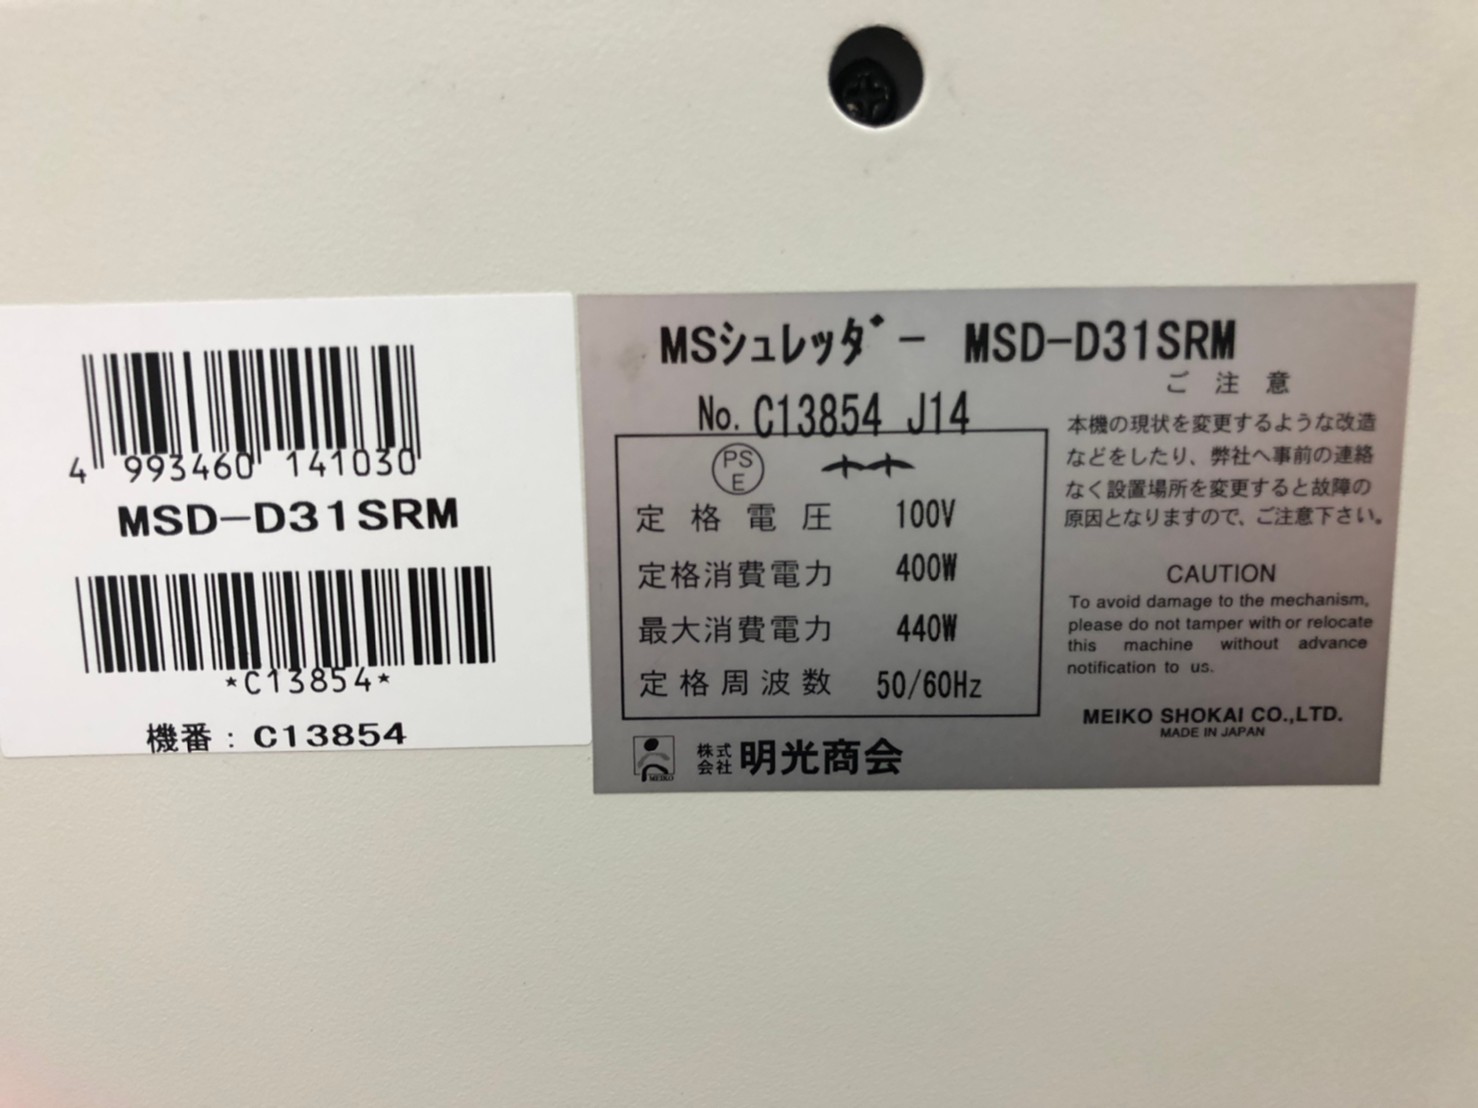 4 993460 141030
MSD-D31SRM
*C13854*
機番：C13854
MSシュレッダー MSD-D31SRM
No. C13854 J14
PS
E
定格電圧 100V
定格消費電力 400W
最大消費電力 440W
定格周波数 50/60Hz
MEIKO
株式
会社 明光商会
ご注意
本機の現状を変更するような改造
などをしたり、弊社へ事前の連絡
なく設置場所を変更すると故障の
原因となりますので、ご注意下さい。
CAUTION
To avoid damage to the mechanism,
please do not tamper with or relocate
this machine without advance
notification to us.
MEIKO SHOKAI CO.,LTD.
MADE IN JAPAN